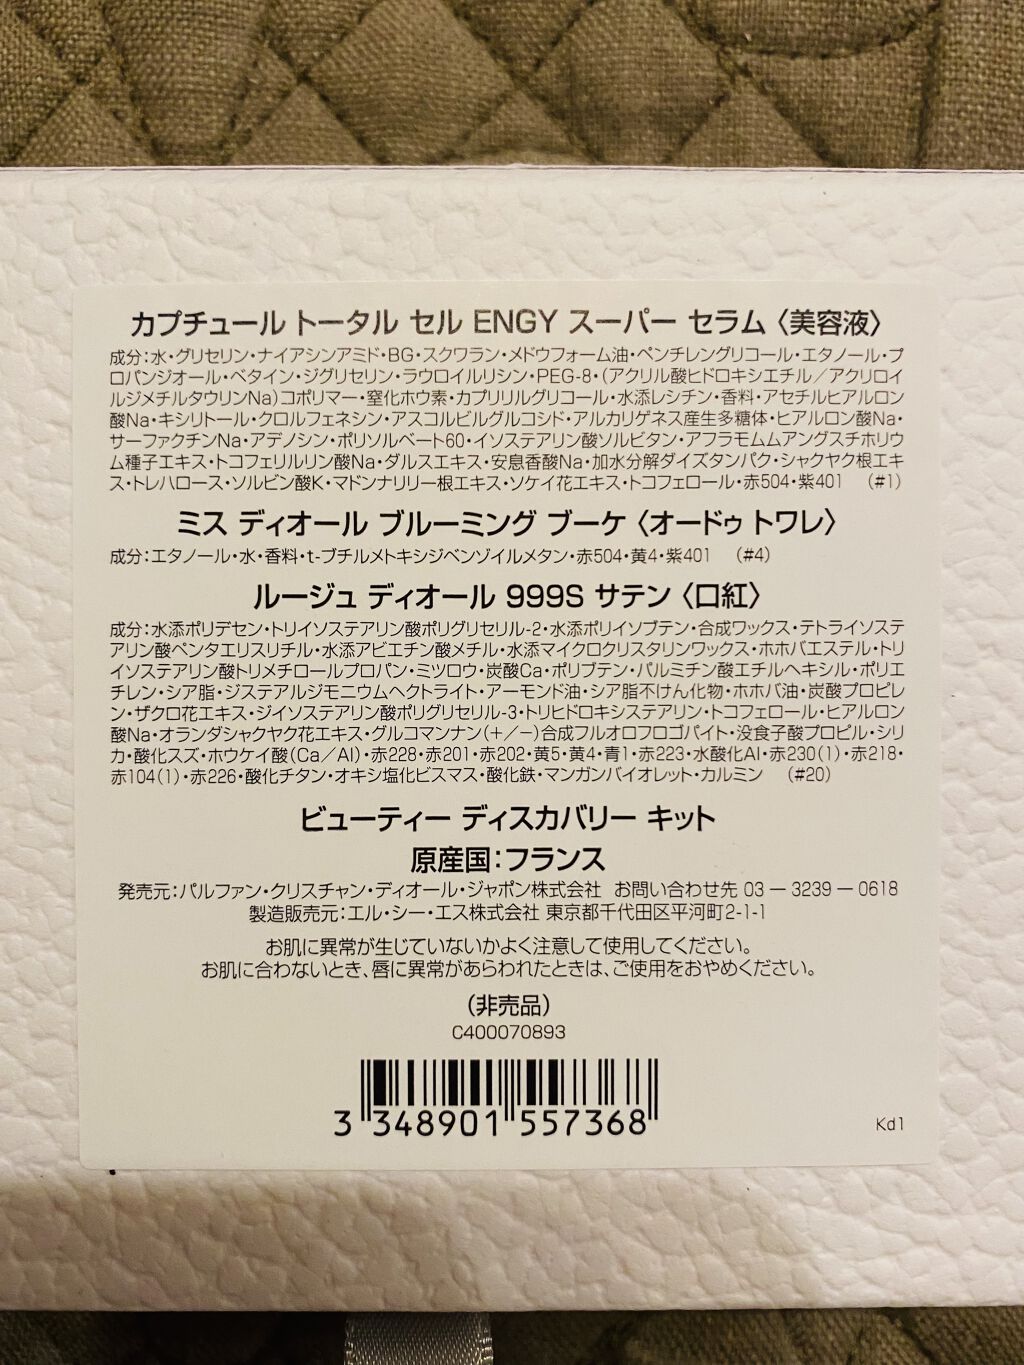 カプチュール トータル セル ENGY スーパー セラム〈美容液〉
成分:水・グリセリン・ナイアシンアミド・BG・スクワラン・メドウフォーム油・ペンチレングリコール・エタノール・プ
ロパンジオール・ベタイン・ジグリセリン・ラウロイルリシン・PEG-8・(アクリル酸ヒドロキシエチル／アクリロイ
ルジメチルタウリンNa)コポリマー・窒化ホウ素・カプリリルグリコール・水添レシチン・香料・アセチルヒアルロン
酸Na・キシリトール・クロルフェネシン・アスコルビルグルコシド・アルカリゲネス産生多糖体・ヒアルロン酸Na・
サーファクチンNa・アデノシン・ポリソルベート60・イソステアリン酸ソルビタン・アフラモムムアングスチホリウ
ム種子エキス・トコフェリルリン酸Na・ダルスエキス・安息香酸Na・加水分解ダイズタンパク・シャクヤク根エキ
ス・トレハロース・ソルビン酸K・マドンナリリー根エキス・ソケイ花エキス・トコフェロール・赤504・紫401 (#1)
ミス ディオール ブルーミング ブーケ〈オードゥ トワレ〉
成分:エタノール・水・香料・t-ブチルメトキシジベンゾイルメタン・赤504・黄4・紫401 (#4)
ルージュ ディオール 999S サテン〈口紅〉
成分:水添ポリデセン・トリイソステアリン酸ポリグリセリル-2・水添ポリイソブテン・合成ワックス・テトライソステ
アリン酸ペンタエリスリチル・水添アビエチン酸メチル・水添マイクロクリスタリンワックス・ホホバエステル・トリ
イソステアリン酸トリメチロールプロパン・ミツロウ・炭酸Ca・ポリブテン・パルミチン酸エチルヘキシル・ポリエ
チレン・シア脂・ジステアルジモニウムヘクトライト・アーモンド油・シア脂不けん化物・ホホバ油・炭酸プロピレ
ン・ザクロ花エキス・ジイソステアリン酸ポリグリセリル-3・トリヒドロキシステアリン・トコフェロール・ヒアルロン
酸Na・オランダシャクヤク花エキス・グルコマンナン(+/−)合成フルオロフロゴパイト・没食子酸プロピル・シリ
カ・酸化スズ・ホウケイ酸(Ca／Al)・赤228・赤201・赤202・黄5・黄4・青1・赤223・水酸化Al・赤230(1)・赤218・
赤104(1)・赤226・酸化チタン・オキシ塩化ビスマス・酸化鉄・マンガンバイオレット・カルミン (#20)
ビューティー ディスカバリー キット
原産国:フランス
発売元:パルファン・クリスチャン・ディオール・ジャポン株式会社 お問い合わせ先 03－3239－0618
製造販売元:エル・シー・エス株式会社 東京都千代田区平河町2-1-1
お肌に異常が生じていないかよく注意して使用してください。
お肌に合わないとき、唇に異常があらわれたときは、ご使用をおやめください。
(非売品)
C400070893
3 348901 557368
Kd1